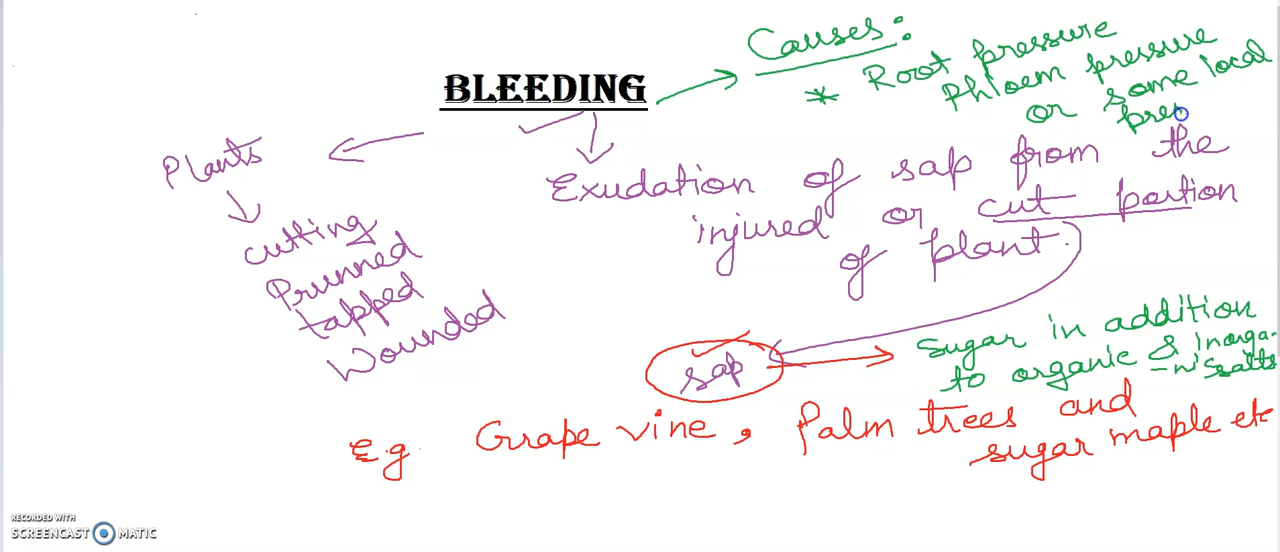 Causes:
* Root pressure
Phloem pressure
or some local
pre
BLEEDING
Plants
cutting
Prunned
tapped
Wounded
Exudation of sap from the
injured or cut portion
of plant.
sap
Sugar in addition
to organic & inorga-
-nic salts
E.g. Grape vine, Palm trees and
sugar maple etc
RECORDED WITH
SCREENCAST MATIC